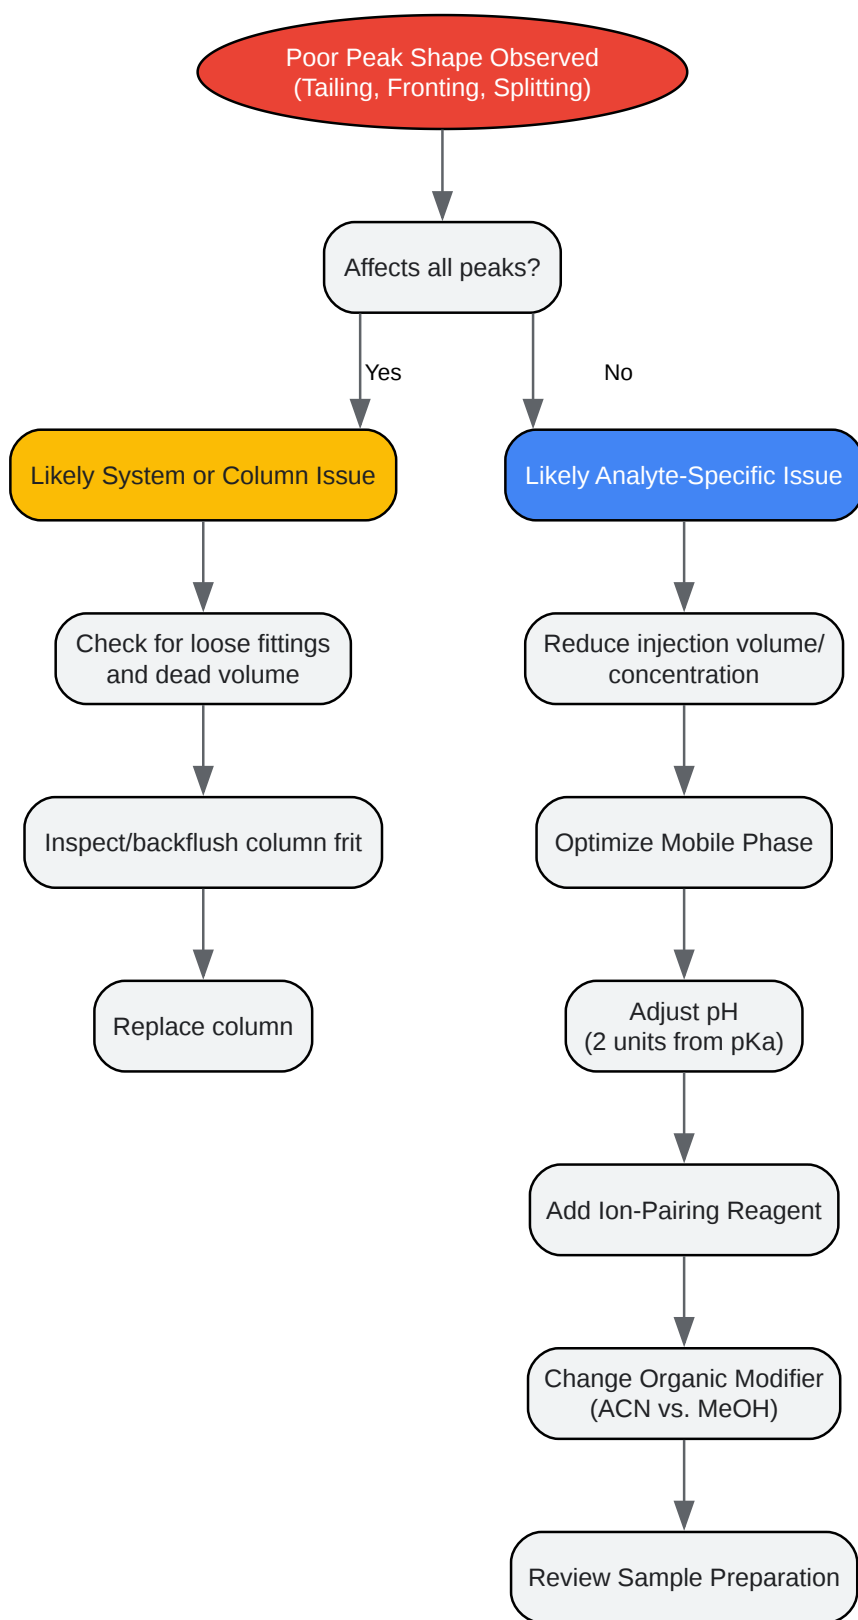 Poor Peak Shape Observed
(Tailing, Fronting, Splitting)
Affects all peaks?
Yes
No
Likely System or Column Issue
Likely Analyte-Specific Issue
Check for loose fittings
and dead volume
Reduce injection volume/
concentration
Inspect/backflush column frit
Optimize Mobile Phase
Replace column
Adjust pH
(2 units from pKa)
Add Ion-Pairing Reagent
Change Organic Modifier
(ACN vs. MeOH)
Review Sample Preparation